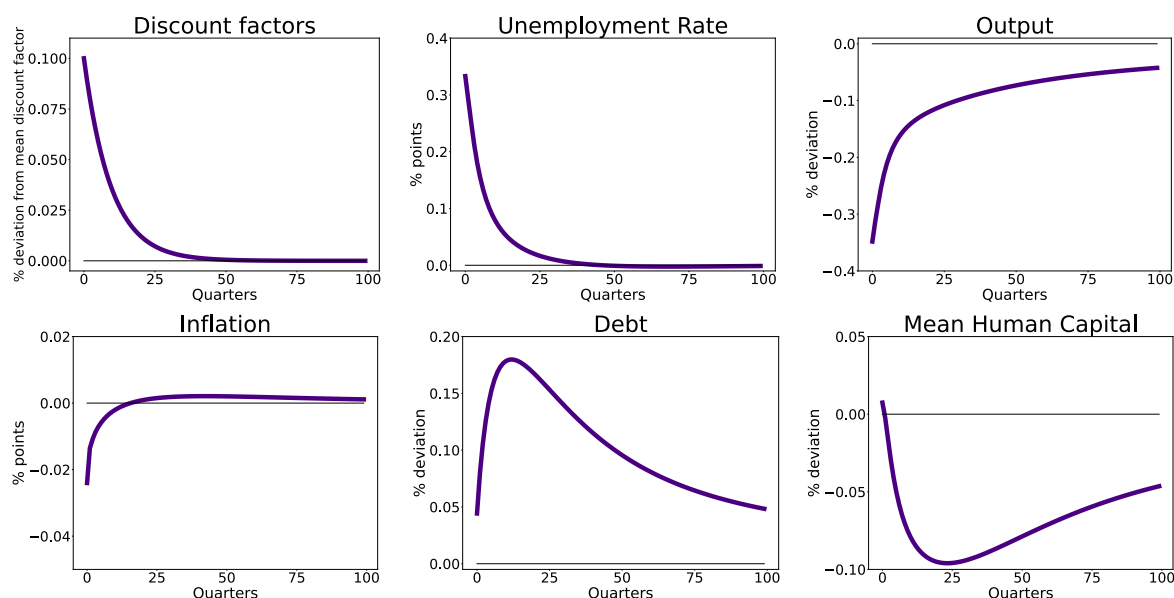 Discount factors
% deviation from mean discount factor
0.100
0.075
0.050
0.025
0.000
0 25 50 75 100
Quarters
Unemployment Rate
% points
0.4
0.3
0.2
0.1
0.0
0 25 50 75 100
Quarters
Output
% deviation
0.0
−0.1
−0.2
−0.3
−0.4
0 25 50 75 100
Quarters
Inflation
% points
0.02
0.00
−0.02
−0.04
0 25 50 75 100
Debt
% deviation
0.20
0.15
0.10
0.05
0.00
0 25 50 75 100
Mean Human Capital
% deviation
0.05
0.00
−0.05
−0.10
0 25 50 75 100